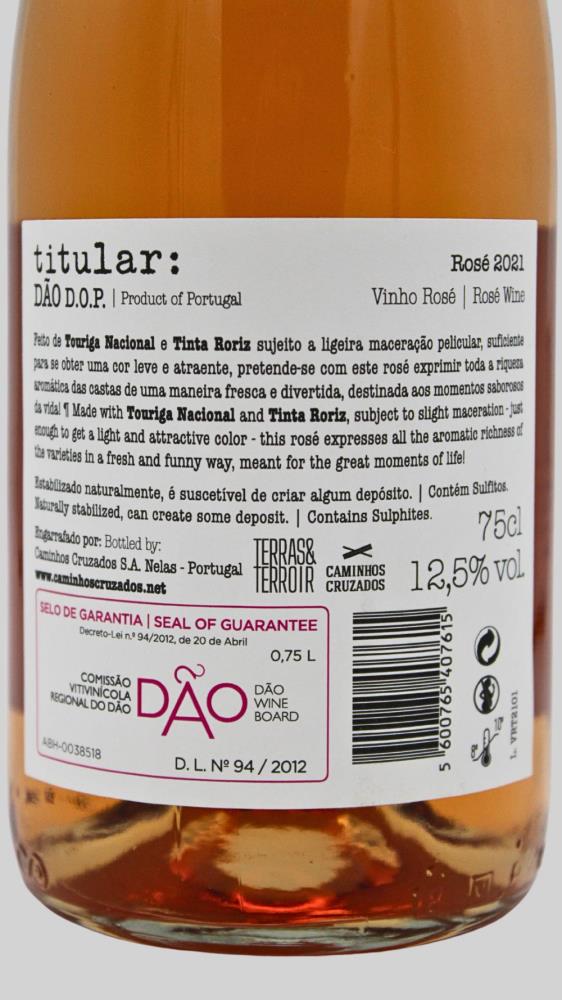 titular:
Rosé 2021
DÃO D.O.P. | Product of Portugal
Vinho Rosé | Rosé Wine
Feito de Touriga Nacional e Tinta Roriz sujeito a ligeira maceração pelicular, suficiente
para se obter uma cor leve e atraente, pretende-se com este rosé exprimir toda a riqueza
aromática das castas de uma maneira fresca e divertida, destinada aos momentos saborosos
da vida! ¶ Made with Touriga Nacional and Tinta Roriz, subject to slight maceration - just
enough to get a light and attractive color - this rosé expresses all the aromatic richness of
the varieties in a fresh and funny way, meant for the great moments of life!
Estabilizado naturalmente, é suscetível de criar algum depósito. | Contém Sulfitos.
Naturally stabilized, can create some deposit. | Contains Sulphites.
Engarrafado por: Bottled by:
Caminhos Cruzados S.A. Nelas - Portugal
www.caminhoscruzados.net
TERRAS&
TERROIR
CAMINHOS
CRUZADOS
75cl
12,5% vol.
SELO DE GARANTIA | SEAL OF GUARANTEE
Decreto-Lei n.º 94/2012, de 20 de Abril
0,75 L
COMISSÃO
VITIVINÍCOLA
REGIONAL DO DÃO
DÃO
DÃO
WINE
BOARD
ABH-0038518
D. L. Nº 94 / 2012
5 600765 407615
8º 10º
L. VRT2101